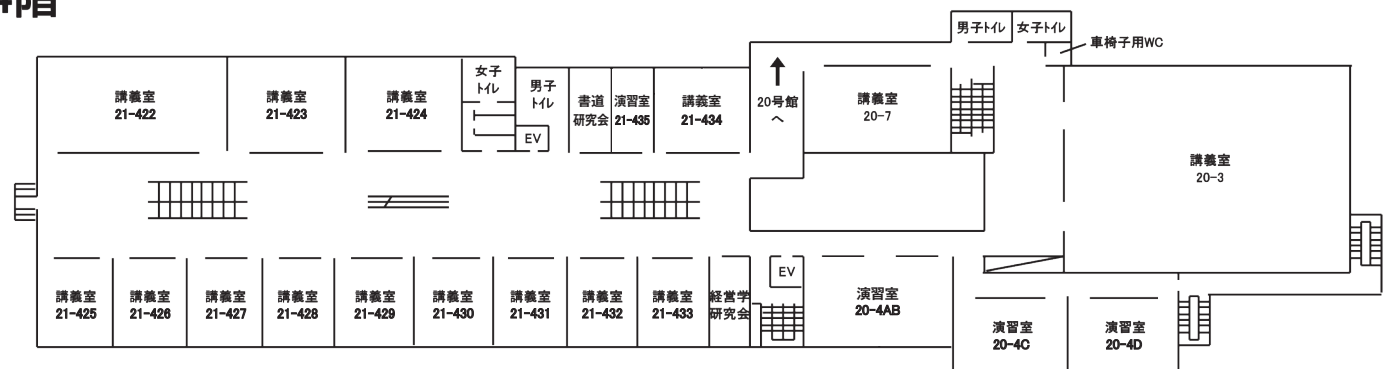 4階
男子トイレ
女子トイレ
車椅子用WC
講義室
21-422
講義室
21-423
講義室
21-424
女子
トイレ
男子
トイレ
EV
書道
研究会
演習室
21-435
講義室
21-434
20号館
へ
講義室
20-7
講義室
20-3
講義室
21-425
講義室
21-426
講義室
21-427
講義室
21-428
講義室
21-429
講義室
21-430
講義室
21-431
講義室
21-432
講義室
21-433
経営学
研究会
EV
演習室
20-4AB
演習室
20-4C
演習室
20-4D